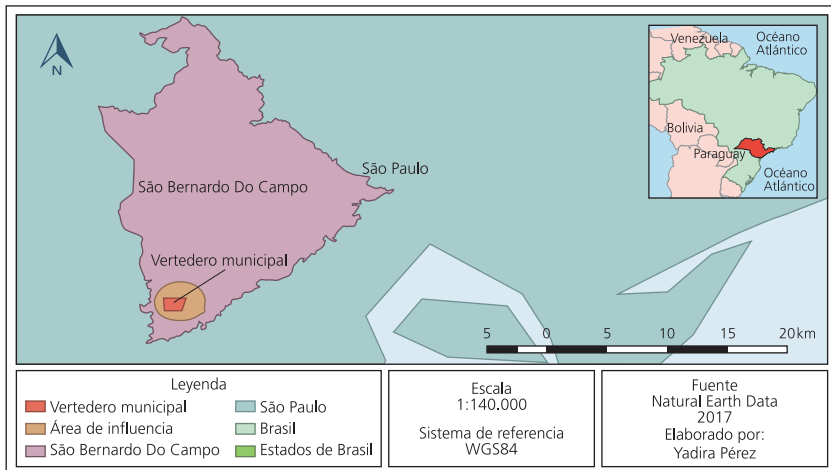 N
São Bernardo Do Campo
São Paulo
Vertedero municipal
5 0 5 10 15 20 km
Venezuela
Océano
Atlántico
Bolivia
Paraguay
Océano
Atlántico
Leyenda
Vertedero municipal
São Paulo
Área de influencia
Brasil
São Bernardo Do Campo
Estados de Brasil
Escala
1:140.000
Sistema de referencia
WGS84
Fuente
Natural Earth Data
2017
Elaborado por:
Yadira Pérez